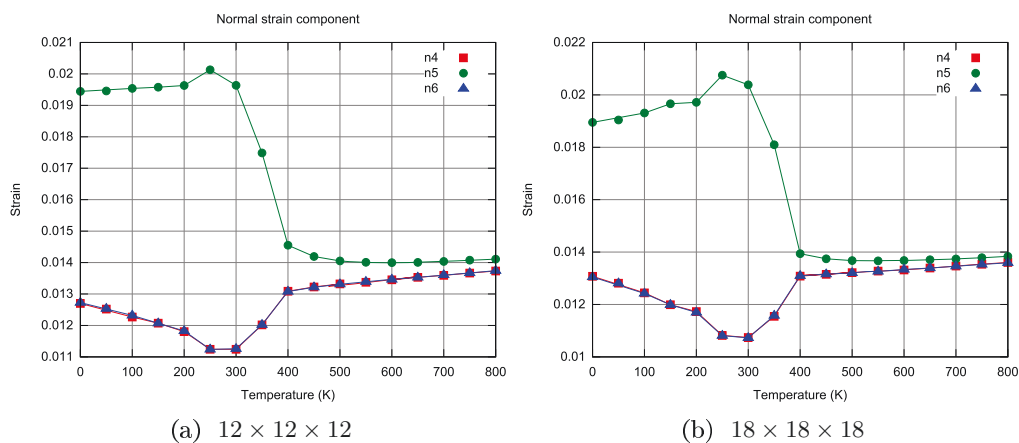 Normal strain component
n4
n5
n6
0.021
0.02
0.019
0.018
0.017
0.016
0.015
0.014
0.013
0.012
0.011
Strain
0 100 200 300 400 500 600 700 800
Temperature (K)
(a) 12 × 12 × 12
Normal strain component
n4
n5
n6
0.022
0.02
0.018
0.016
0.014
0.012
0.01
Strain
0 100 200 300 400 500 600 700 800
Temperature (K)
(b) 18 × 18 × 18